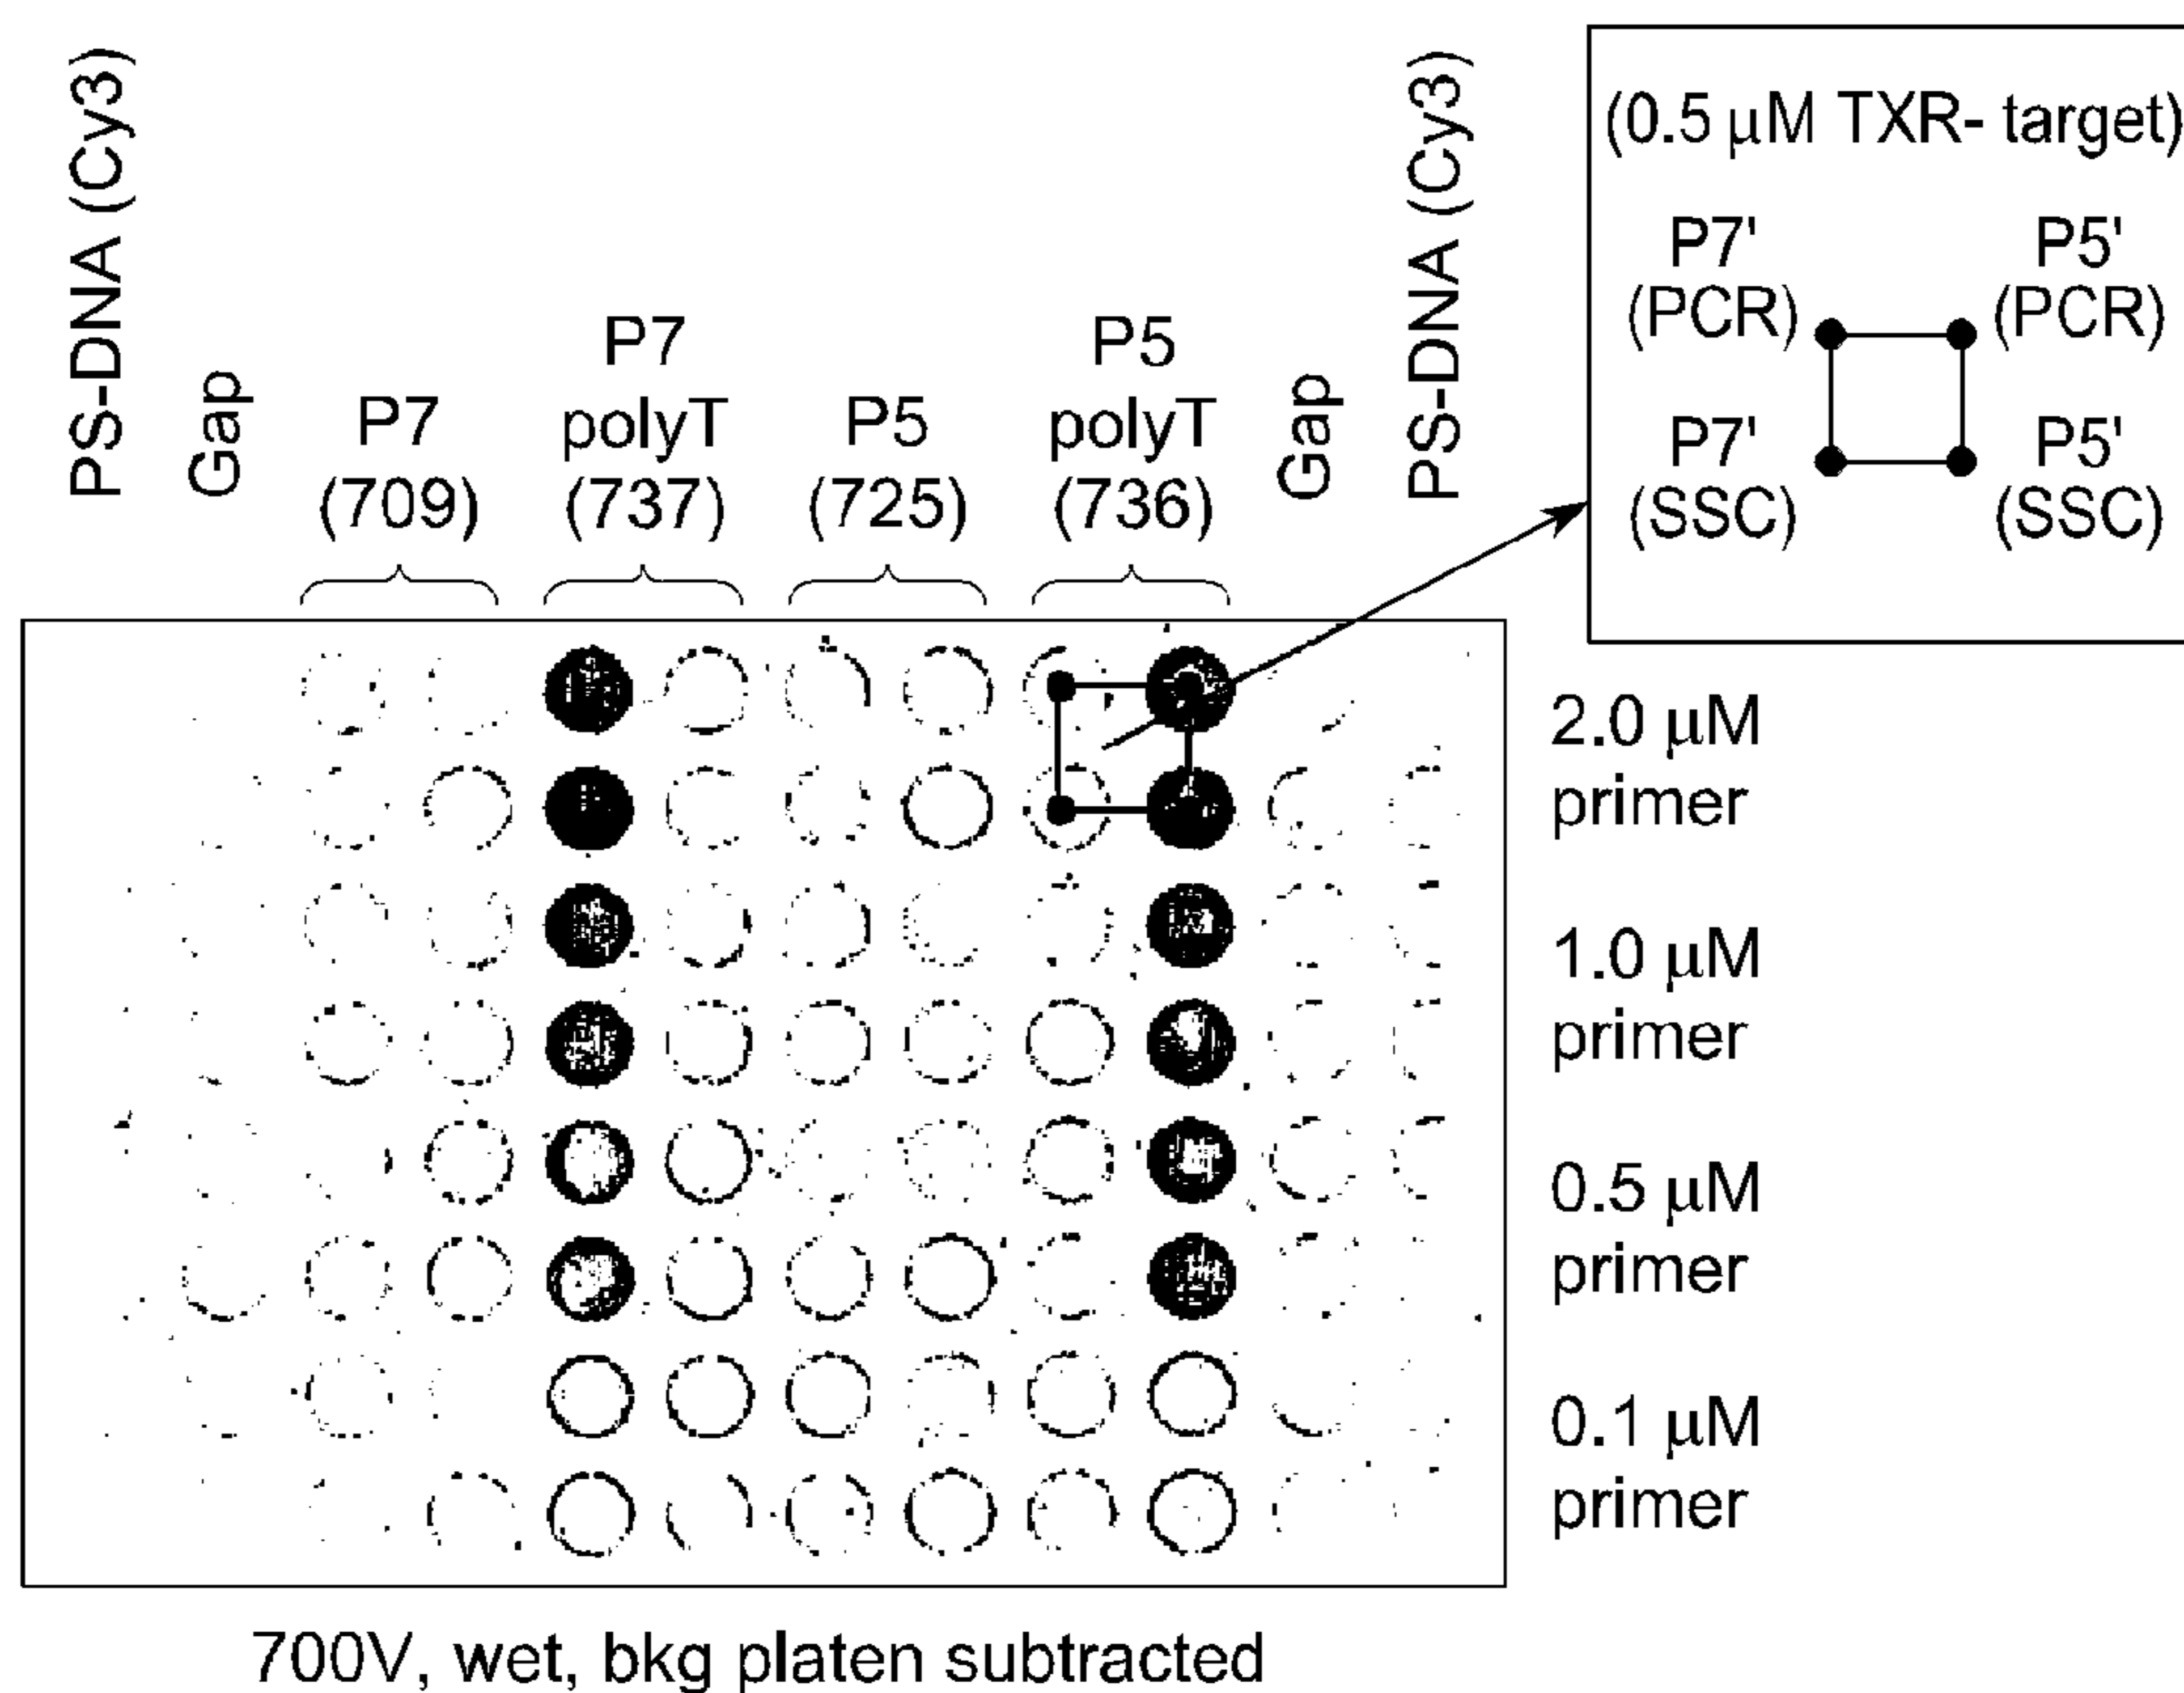 PS-DNA (Cy3)
Gap
P7
(709)
P7
polyT
(737)
P5
(725)
P5
polyT
(736)
Gap
PS-DNA (Cy3)
(0.5 µM TXR- target)
P7'
(PCR)
P5'
(PCR)
P7'
(SSC)
P5'
(SSC)
2.0 µM
primer
1.0 µM
primer
0.5 µM
primer
0.1 µM
primer
700V, wet, bkg platen subtracted